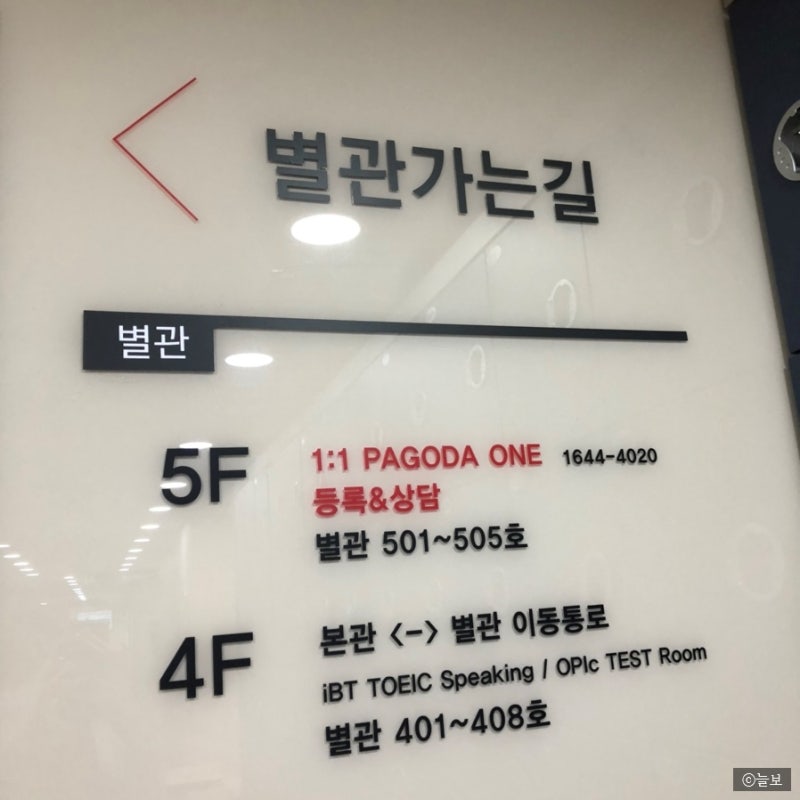 별관가는길
별관
5F
1:1 PAGODA ONE 1644-4020
등록&상담
별관 501~505호
4F
본관 <-> 별관 이동통로
iBT TOEIC Speaking / OPIc TEST Room
별관 401~408호
©늘보